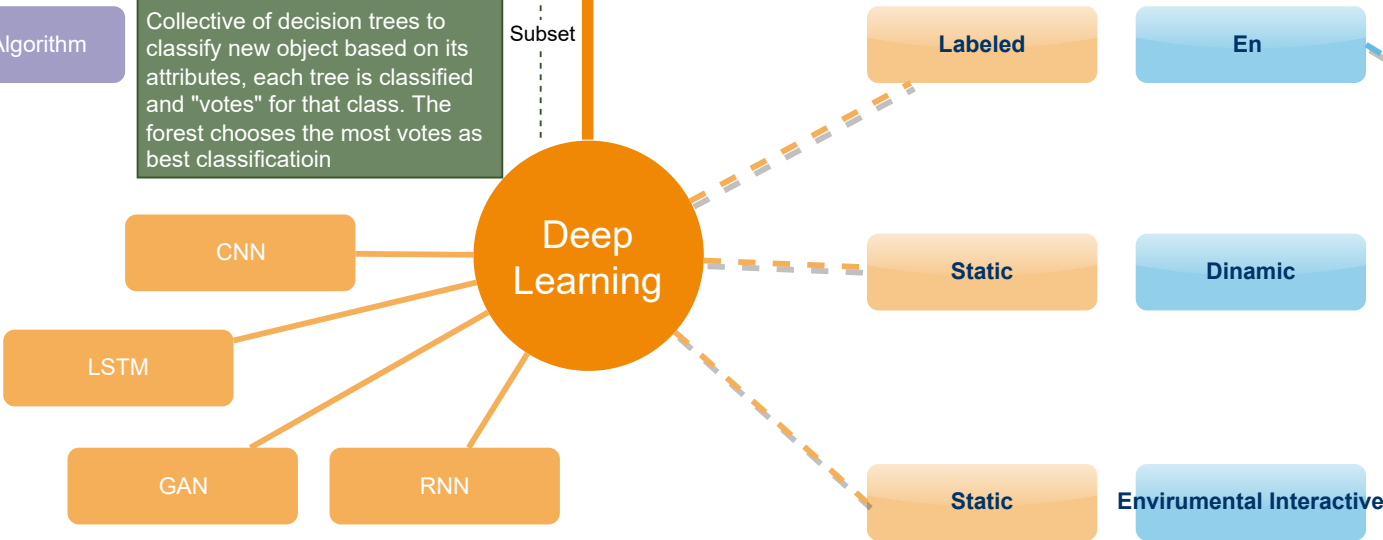 Algorithm
Collective of decision trees to
classify new object based on its
attributes, each tree is classified
and "votes" for that class. The
forest chooses the most votes as
best classificatioin
Subset
Labeled
En
Deep
Learning
CNN
Static
Dinamic
LSTM
GAN
RNN
Static
Envirumental Interactive